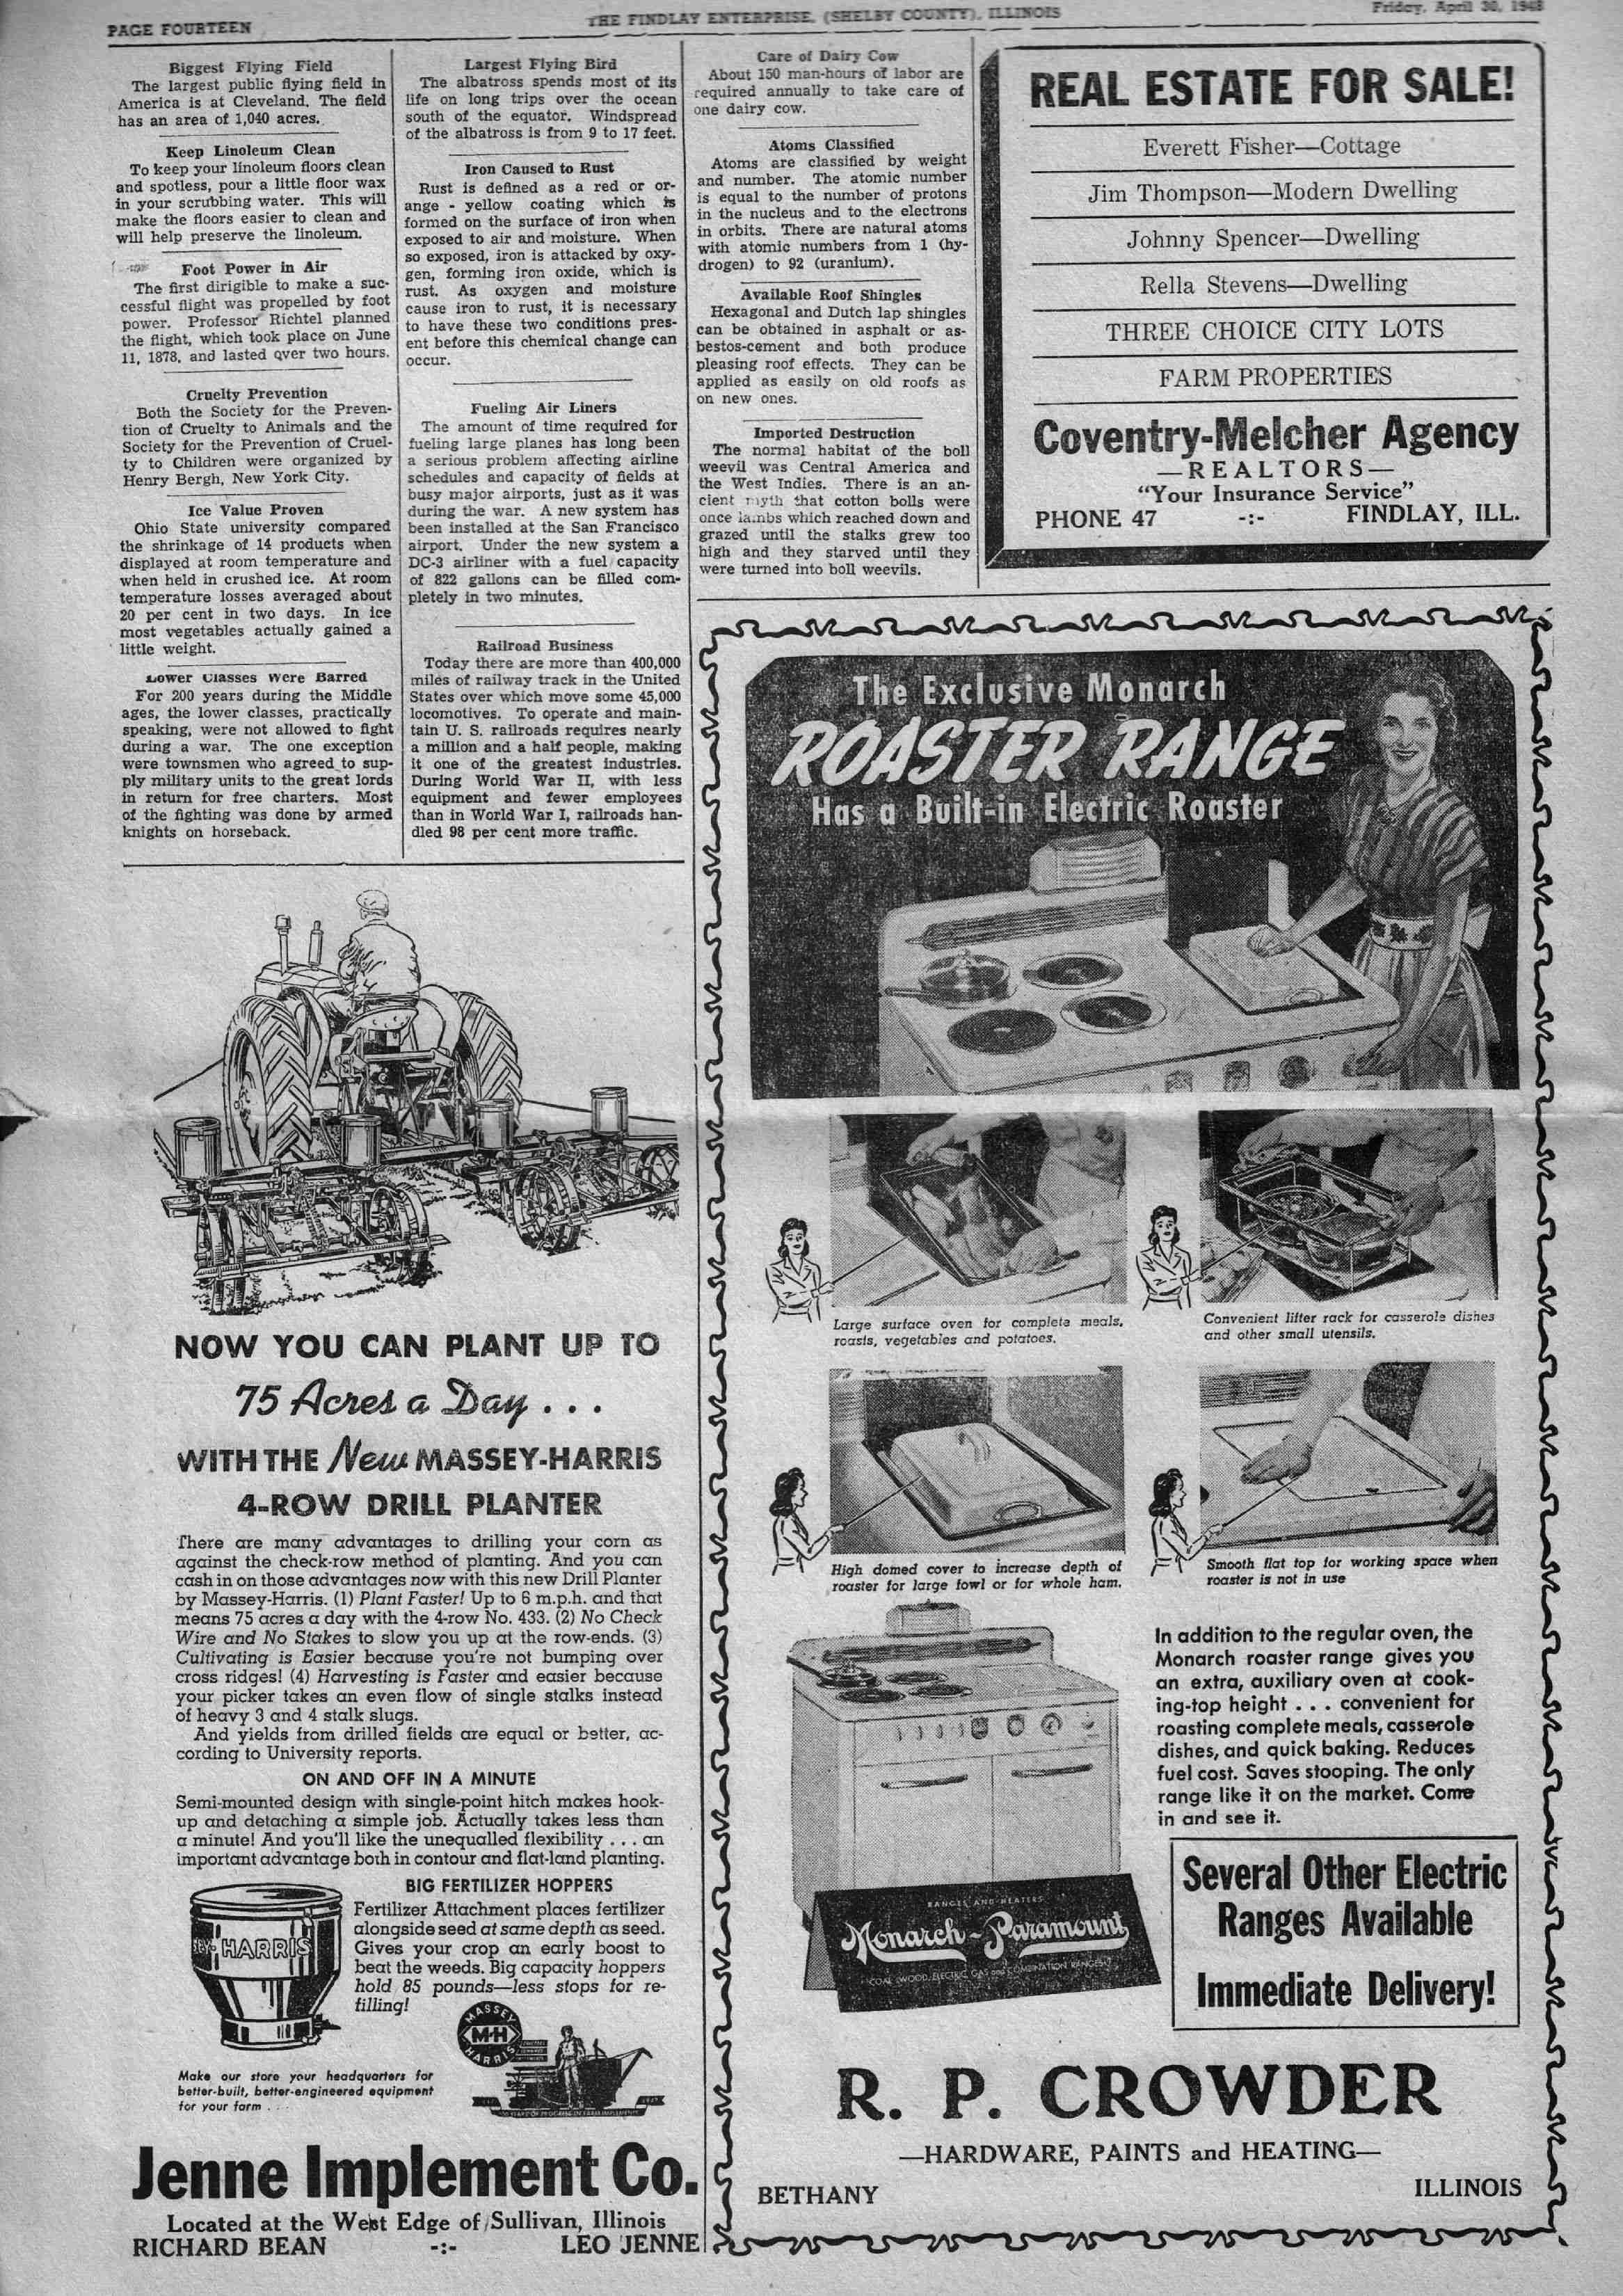 PAGE FOURTEEN
THE FINDLAY ENTERPRISE, (SHELBY COUNTY), ILLINOIS
Friday, April 30, 1948
Biggest Flying Field
The largest public flying field in
America is at Cleveland. The field
has an area of 1,040 acres.
Keep Linoleum Clean
To keep your linoleum floors clean
and spotless, pour a little floor wax
in your scrubbing water. This will
make the floors easier to clean and
will help preserve the linoleum.
Foot Power in Air
The first dirigible to make a suc-
cessful flight was propelled by foot
power. Professor Richtel planned
the flight, which took place on June
11, 1878, and lasted over two hours.
Cruelty Prevention
Both the Society for the Preven-
tion of Cruelty to Animals and the
Society for the Prevention of Cruel-
ty to Children were organized by
Henry Bergh, New York City.
Ice Value Proven
Ohio State university compared
the shrinkage of 14 products when
displayed at room temperature and
when held in crushed ice. At room
temperature losses averaged about
20 per cent in two days. In ice
most vegetables actually gained a
little weight.
Lower Classes Were Barred
For 200 years during the Middle
ages, the lower classes, practically
speaking, were not allowed to fight
during a war. The one exception
were townsmen who agreed to sup-
ply military units to the great lords
in return for free charters. Most
of the fighting was done by armed
knights on horseback.
Largest Flying Bird
The albatross spends most of its
life on long trips over the ocean
south of the equator. Windspread
of the albatross is from 9 to 17 feet.
Iron Caused to Rust
Rust is defined as a red or or-
ange - yellow coating which is
formed on the surface of iron when
exposed to air and moisture. When
so exposed, iron is attacked by oxy-
gen, forming iron oxide, which is
rust. As oxygen and moisture
cause iron to rust, it is necessary
to have these two conditions pres-
ent before this chemical change can
occur.
Fueling Air Liners
The amount of time required for
fueling large planes has long been
a serious problem affecting airline
schedules and capacity of fields at
busy major airports, just as it was
during the war. A new system has
been installed at the San Francisco
airport. Under the new system a
DC-3 airliner with a fuel capacity
of 822 gallons can be filled com-
pletely in two minutes.
Railroad Business
Today there are more than 400,000
miles of railway track in the United
States over which move some 45,000
locomotives. To operate and main-
tain U. S. railroads requires nearly
a million and a half people, making
it one of the greatest industries.
During World War II, with less
equipment and fewer employees
than in World War I, railroads han-
dled 98 per cent more traffic.
Care of Dairy Cow
About 150 man-hours of labor are
required annually to take care of
one dairy cow.
Atoms Classified
Atoms are classified by weight
and number. The atomic number
is equal to the number of protons
in the nucleus and to the electrons
in orbits. There are natural atoms
with atomic numbers from 1 (hy-
drogen) to 92 (uranium).
Available Roof Shingles
Hexagonal and Dutch lap shingles
can be obtained in asphalt or as-
bestos-cement and both produce
pleasing roof effects. They can be
applied as easily on old roofs as
on new ones.
Imported Destruction
The normal habitat of the boll
weevil was Central America and
the West Indies. There is an an-
cient myth that cotton bolls were
once lambs which reached down and
grazed until the stalks grew too
high and they starved until they
were turned into boll weevils.
REAL ESTATE FOR SALE!
Everett Fisher—Cottage
Jim Thompson—Modern Dwelling
Johnny Spencer—Dwelling
Rella Stevens—Dwelling
THREE CHOICE CITY LOTS
FARM PROPERTIES
Coventry-Melcher Agency
—REALTORS—
"Your Insurance Service"
PHONE 47 -:- FINDLAY, ILL.
NOW YOU CAN PLANT UP TO
75 Acres a Day . . .
WITH THE New MASSEY-HARRIS
4-ROW DRILL PLANTER
There are many advantages to drilling your corn as
against the check-row method of planting. And you can
cash in on those advantages now with this new Drill Planter
by Massey-Harris. (1) Plant Faster! Up to 6 m.p.h. and that
means 75 acres a day with the 4-row No. 433. (2) No Check
Wire and No Stakes to slow you up at the row-ends. (3)
Cultivating is Easier because you're not bumping over
cross ridges! (4) Harvesting is Faster and easier because
your picker takes an even flow of single stalks instead
of heavy 3 and 4 stalk slugs.
And yields from drilled fields are equal or better, ac-
cording to University reports.
ON AND OFF IN A MINUTE
Semi-mounted design with single-point hitch makes hook-
up and detaching a simple job. Actually takes less than
a minute! And you'll like the unequalled flexibility . . . an
important advantage both in contour and flat-land planting.
BIG FERTILIZER HOPPERS
Fertilizer Attachment places fertilizer
alongside seed at same depth as seed.
Gives your crop an early boost to
beat the weeds. Big capacity hoppers
hold 85 pounds—less stops for re-
filling!
HARRIS
MASSEY
M-H
HARRIS
Make our store your headquarters for
better-built, better-engineered equipment
for your farm . . .
Jenne Implement Co.
Located at the West Edge of Sullivan, Illinois
RICHARD BEAN -:- LEO JENNE
The Exclusive Monarch
ROASTER RANGE
Has a Built-in Electric Roaster
Large surface oven for complete meals,
roasts, vegetables and potatoes.
Convenient lifter rack for casserole dishes
and other small utensils.
High domed cover to increase depth of
roaster for large fowl or for whole ham.
Smooth flat top for working space when
roaster is not in use
In addition to the regular oven, the
Monarch roaster range gives you
an extra, auxiliary oven at cook-
ing-top height . . . convenient for
roasting complete meals, casserole
dishes, and quick baking. Reduces
fuel cost. Saves stooping. The only
range like it on the market. Come
in and see it.
RANGES AND HEATERS
Monarch-Paramount
COAL, WOOD, ELECTRIC, GAS and COMBINATION RANGES
Several Other Electric
Ranges Available
Immediate Delivery!
R. P. CROWDER
—HARDWARE, PAINTS and HEATING—
BETHANY ILLINOIS